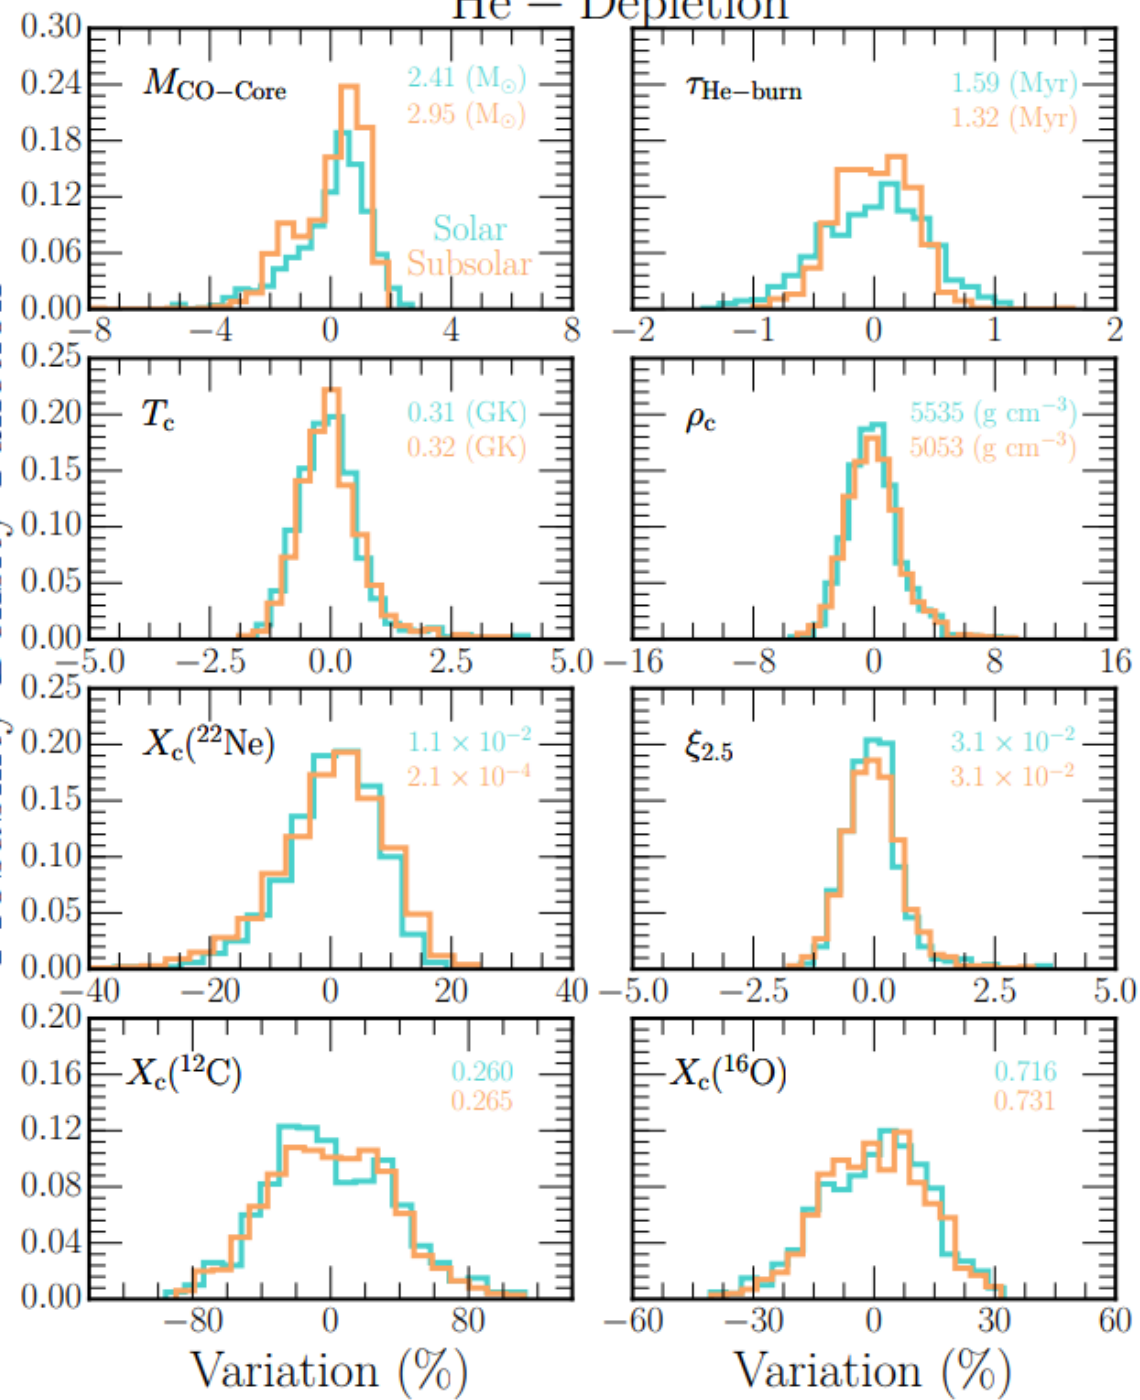 He − Depletion
0.30
0.24
0.18
0.12
0.06
0.00
M_CO−Core
2.41 (M⊙)
2.95 (M⊙)
Solar
Subsolar
−8 −4 0 4 8
τ_He−burn
1.59 (Myr)
1.32 (Myr)
−2 −1 0 1 2
0.25
0.20
0.15
0.10
0.05
0.00
T_c
0.31 (GK)
0.32 (GK)
−5.0 −2.5 0.0 2.5 5.0
ρ_c
5535 (g cm⁻³)
5053 (g cm⁻³)
−16 −8 0 8 16
0.25
0.20
0.15
0.10
0.05
0.00
X_c(²²Ne)
1.1 × 10⁻²
2.1 × 10⁻⁴
−40 −20 0 20 40
ξ_2.5
3.1 × 10⁻²
3.1 × 10⁻²
−5.0 −2.5 0.0 2.5 5.0
0.20
0.16
0.12
0.08
0.04
0.00
X_c(¹²C)
0.260
0.265
−80 0 80
X_c(¹⁶O)
0.716
0.731
−60 −30 0 30 60
Variation (%)
Variation (%)